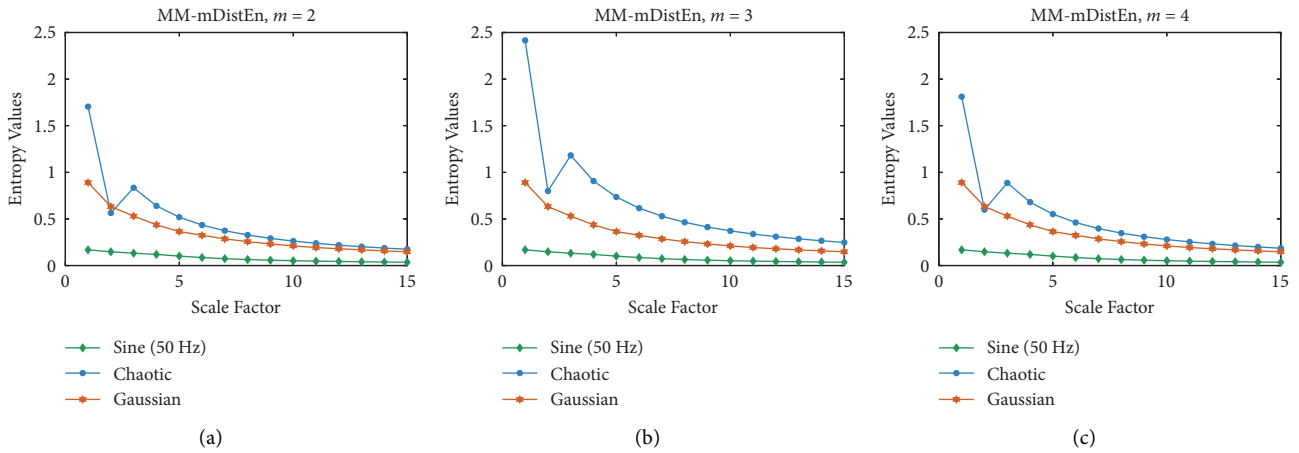 MM-mDistEn, m = 2
2.5
2
1.5
1
0.5
0
Entropy Values
0 5 10 15
Scale Factor
Sine (50 Hz)
Chaotic
Gaussian
(a)
MM-mDistEn, m = 3
2.5
2
1.5
1
0.5
0
Entropy Values
0 5 10 15
Scale Factor
Sine (50 Hz)
Chaotic
Gaussian
(b)
MM-mDistEn, m = 4
2.5
2
1.5
1
0.5
0
Entropy Values
0 5 10 15
Scale Factor
Sine (50 Hz)
Chaotic
Gaussian
(c)